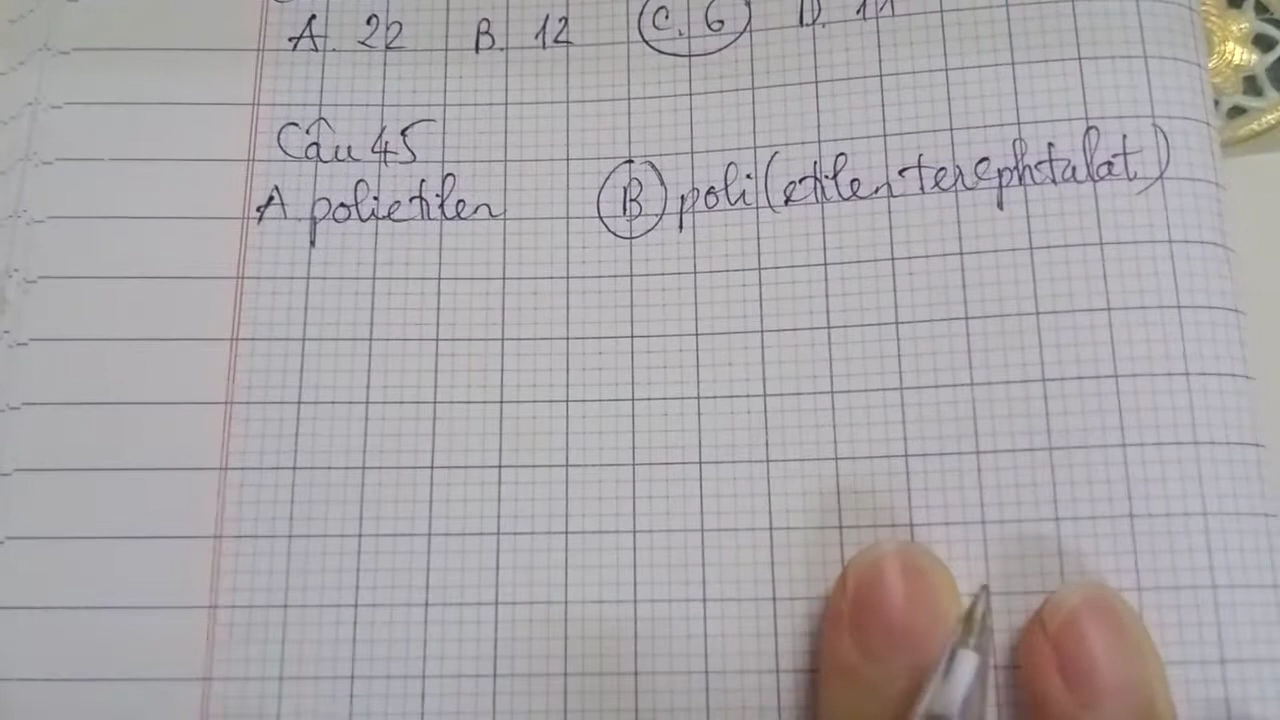 A. 22 B. 12 C. 6 D.
Câu 45
A polietilen B poli(etilen terephtalat)